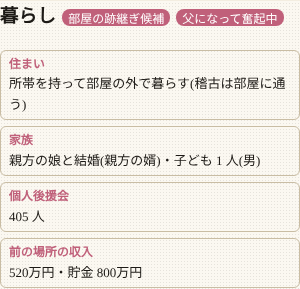 暮らし 部屋の跡継ぎ候補 父になって奮起中
住まい
所帯を持って部屋の外で暮らす(稽古は部屋に通
う)
家族
親方の娘と結婚(親方の婿)・子ども 1 人(男)
個人後援会
405 人
前の場所の収入
520万円・貯金 800万円